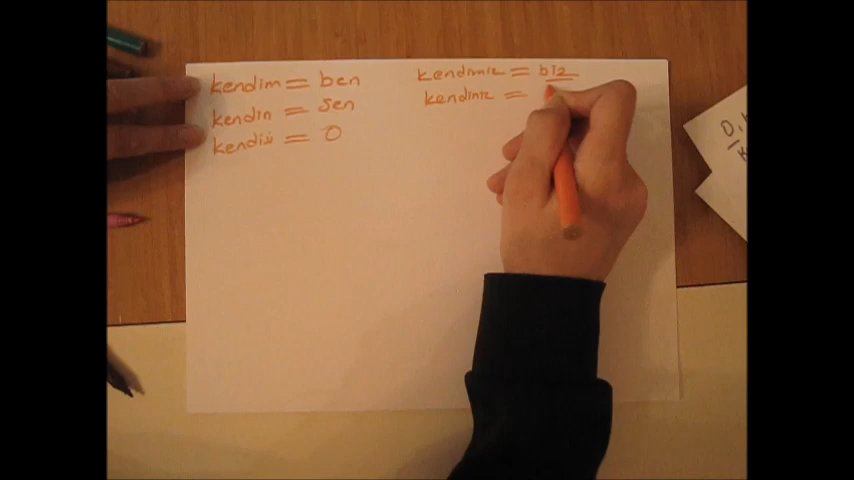 kendim = ben
kendin = sen
kendisi = O
kendimiz = biz
kendiniz =
O,